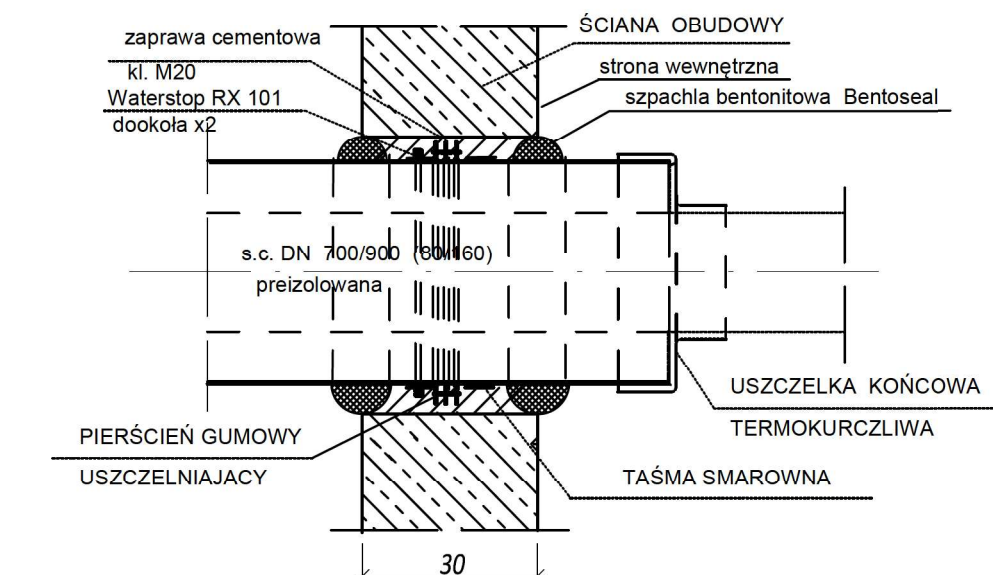 zaprawa cementowa
kl. M20
Waterstop RX 101
dookoła x2
ŚCIANA OBUDOWY
strona wewnętrzna
szpachla bentonitowa Bentoseal
s.c. DN 700/900 (80/160)
preizolowana
USZCZELKA KOŃCOWA
TERMOKURCZLIWA
PIERŚCIEŃ GUMOWY
USZCZELNIAJACY
TAŚMA SMAROWNA
30